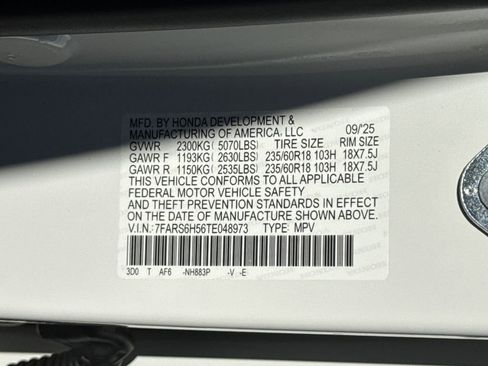 MFD. BY HONDA DEVELOPMENT &
MANUFACTURING OF AMERICA, LLC 09/25
GVWR 2300KG (5070LBS) TIRE SIZE RIM SIZE
GAWR F 1193KG (2630LBS) 235/60R18 103H 18X7.5J
GAWR R 1150KG (2535LBS) 235/60R18 103H 18X7.5J
THIS VEHICLE CONFORMS TO ALL APPLICABLE
FEDERAL MOTOR VEHICLE SAFETY
AND THEFT PREVENTION STANDARDS IN EFFECT
ON THE DATE OF MANUFACTURE SHOWN ABOVE.
V.I.N.: 7FARS6H56TE048973 TYPE: MPV
3D0 T AF6 -NH883P -V -E